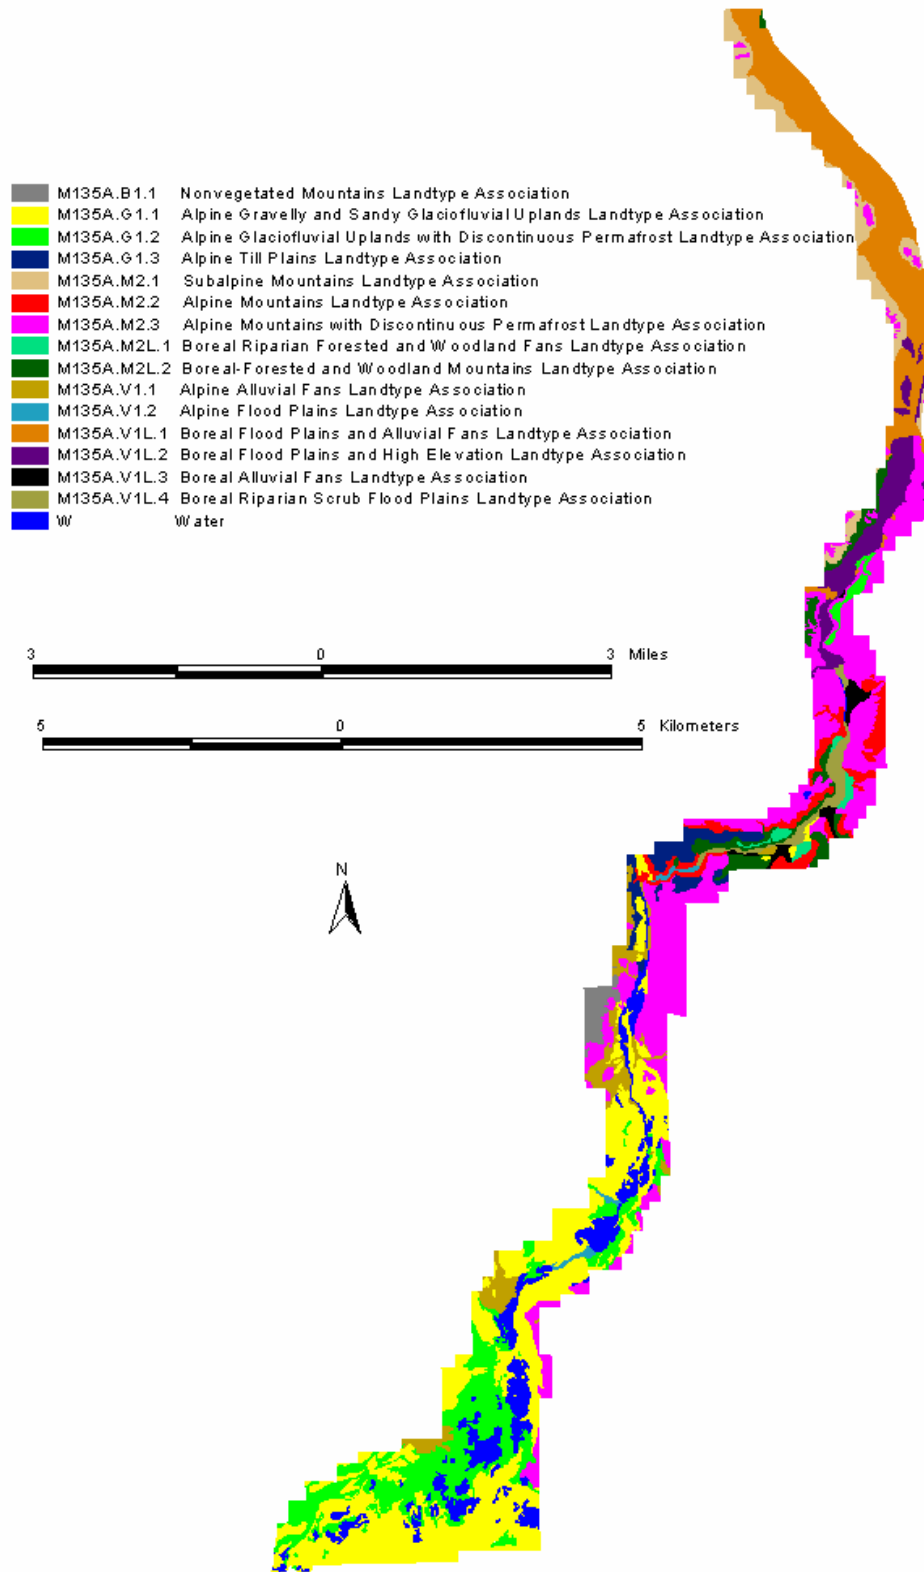 M135A.B1.1 Nonvegetated Mountains Landtype Association
M135A.G1.1 Alpine Gravelly and Sandy Glaciofluvial Uplands Landtype Association
M135A.G1.2 Alpine Glaciofluvial Uplands with Discontinuous Permafrost Landtype Association
M135A.G1.3 Alpine Till Plains Landtype Association
M135A.M2.1 Subalpine Mountains Landtype Association
M135A.M2.2 Alpine Mountains Landtype Association
M135A.M2.3 Alpine Mountains with Discontinuous Permafrost Landtype Association
M135A.M2L.1 Boreal Riparian Forested and Woodland Fans Landtype Association
M135A.M2L.2 Boreal-Forested and Woodland Mountains Landtype Association
M135A.V1.1 Alpine Alluvial Fans Landtype Association
M135A.V1.2 Alpine Flood Plains Landtype Association
M135A.V1L.1 Boreal Flood Plains and Alluvial Fans Landtype Association
M135A.V1L.2 Boreal Flood Plains and High Elevation Landtype Association
M135A.V1L.3 Boreal Alluvial Fans Landtype Association
M135A.V1L.4 Boreal Riparian Scrub Flood Plains Landtype Association
W Water
3 0 3 Miles
5 0 5 Kilometers
N